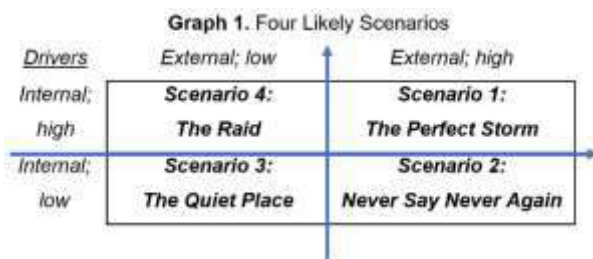 Graph 1. Four Likely Scenarios
Drivers External; low External; high
Internal; high
Scenario 4:
The Raid
Scenario 1:
The Perfect Storm
Internal; low
Scenario 3:
The Quiet Place
Scenario 2:
Never Say Never Again